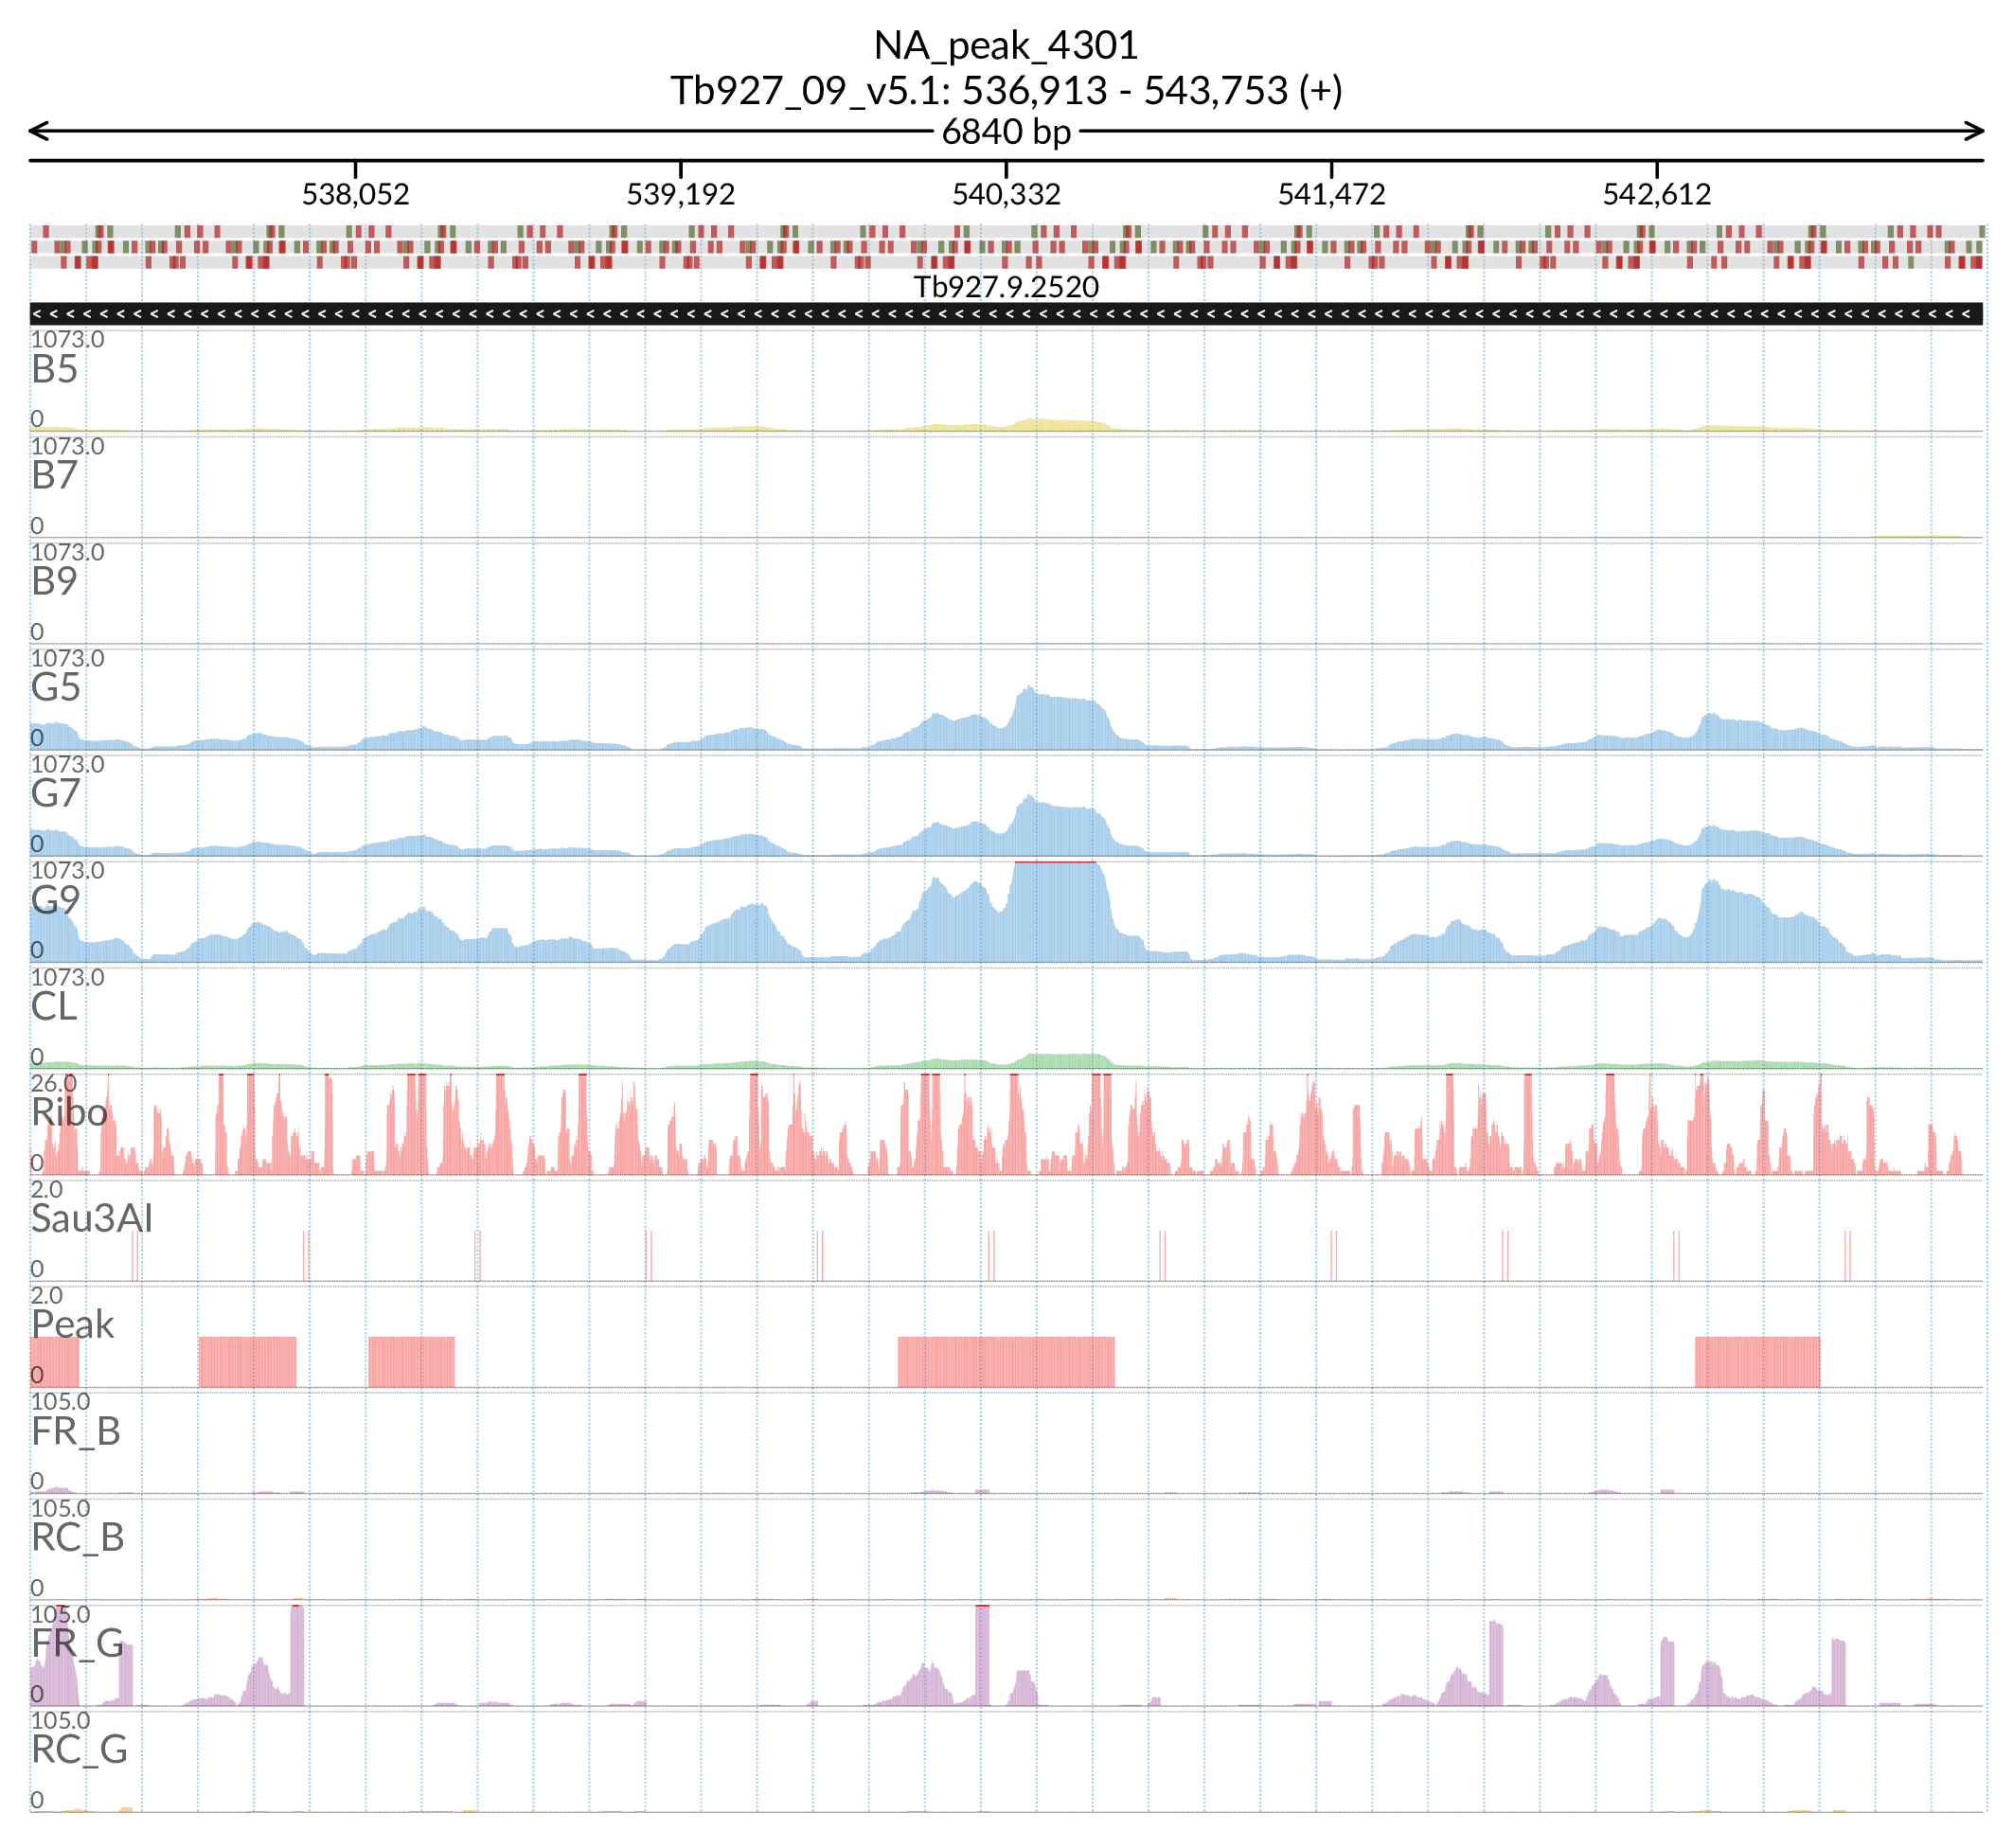 NA_peak_4301
Tb927_09_v5.1: 536,913 - 543,753 (+)
6840 bp
538,052 539,192 540,332 541,472 542,612
Tb927.9.2520
1073.0
B5
0
1073.0
B7
0
1073.0
B9
0
1073.0
G5
0
1073.0
G7
0
1073.0
G9
0
1073.0
CL
0
26.0
Ribo
0
2.0
Sau3AI
0
2.0
Peak
0
105.0
FR_B
0
105.0
RC_B
0
105.0
FR_G
0
105.0
RC_G
0